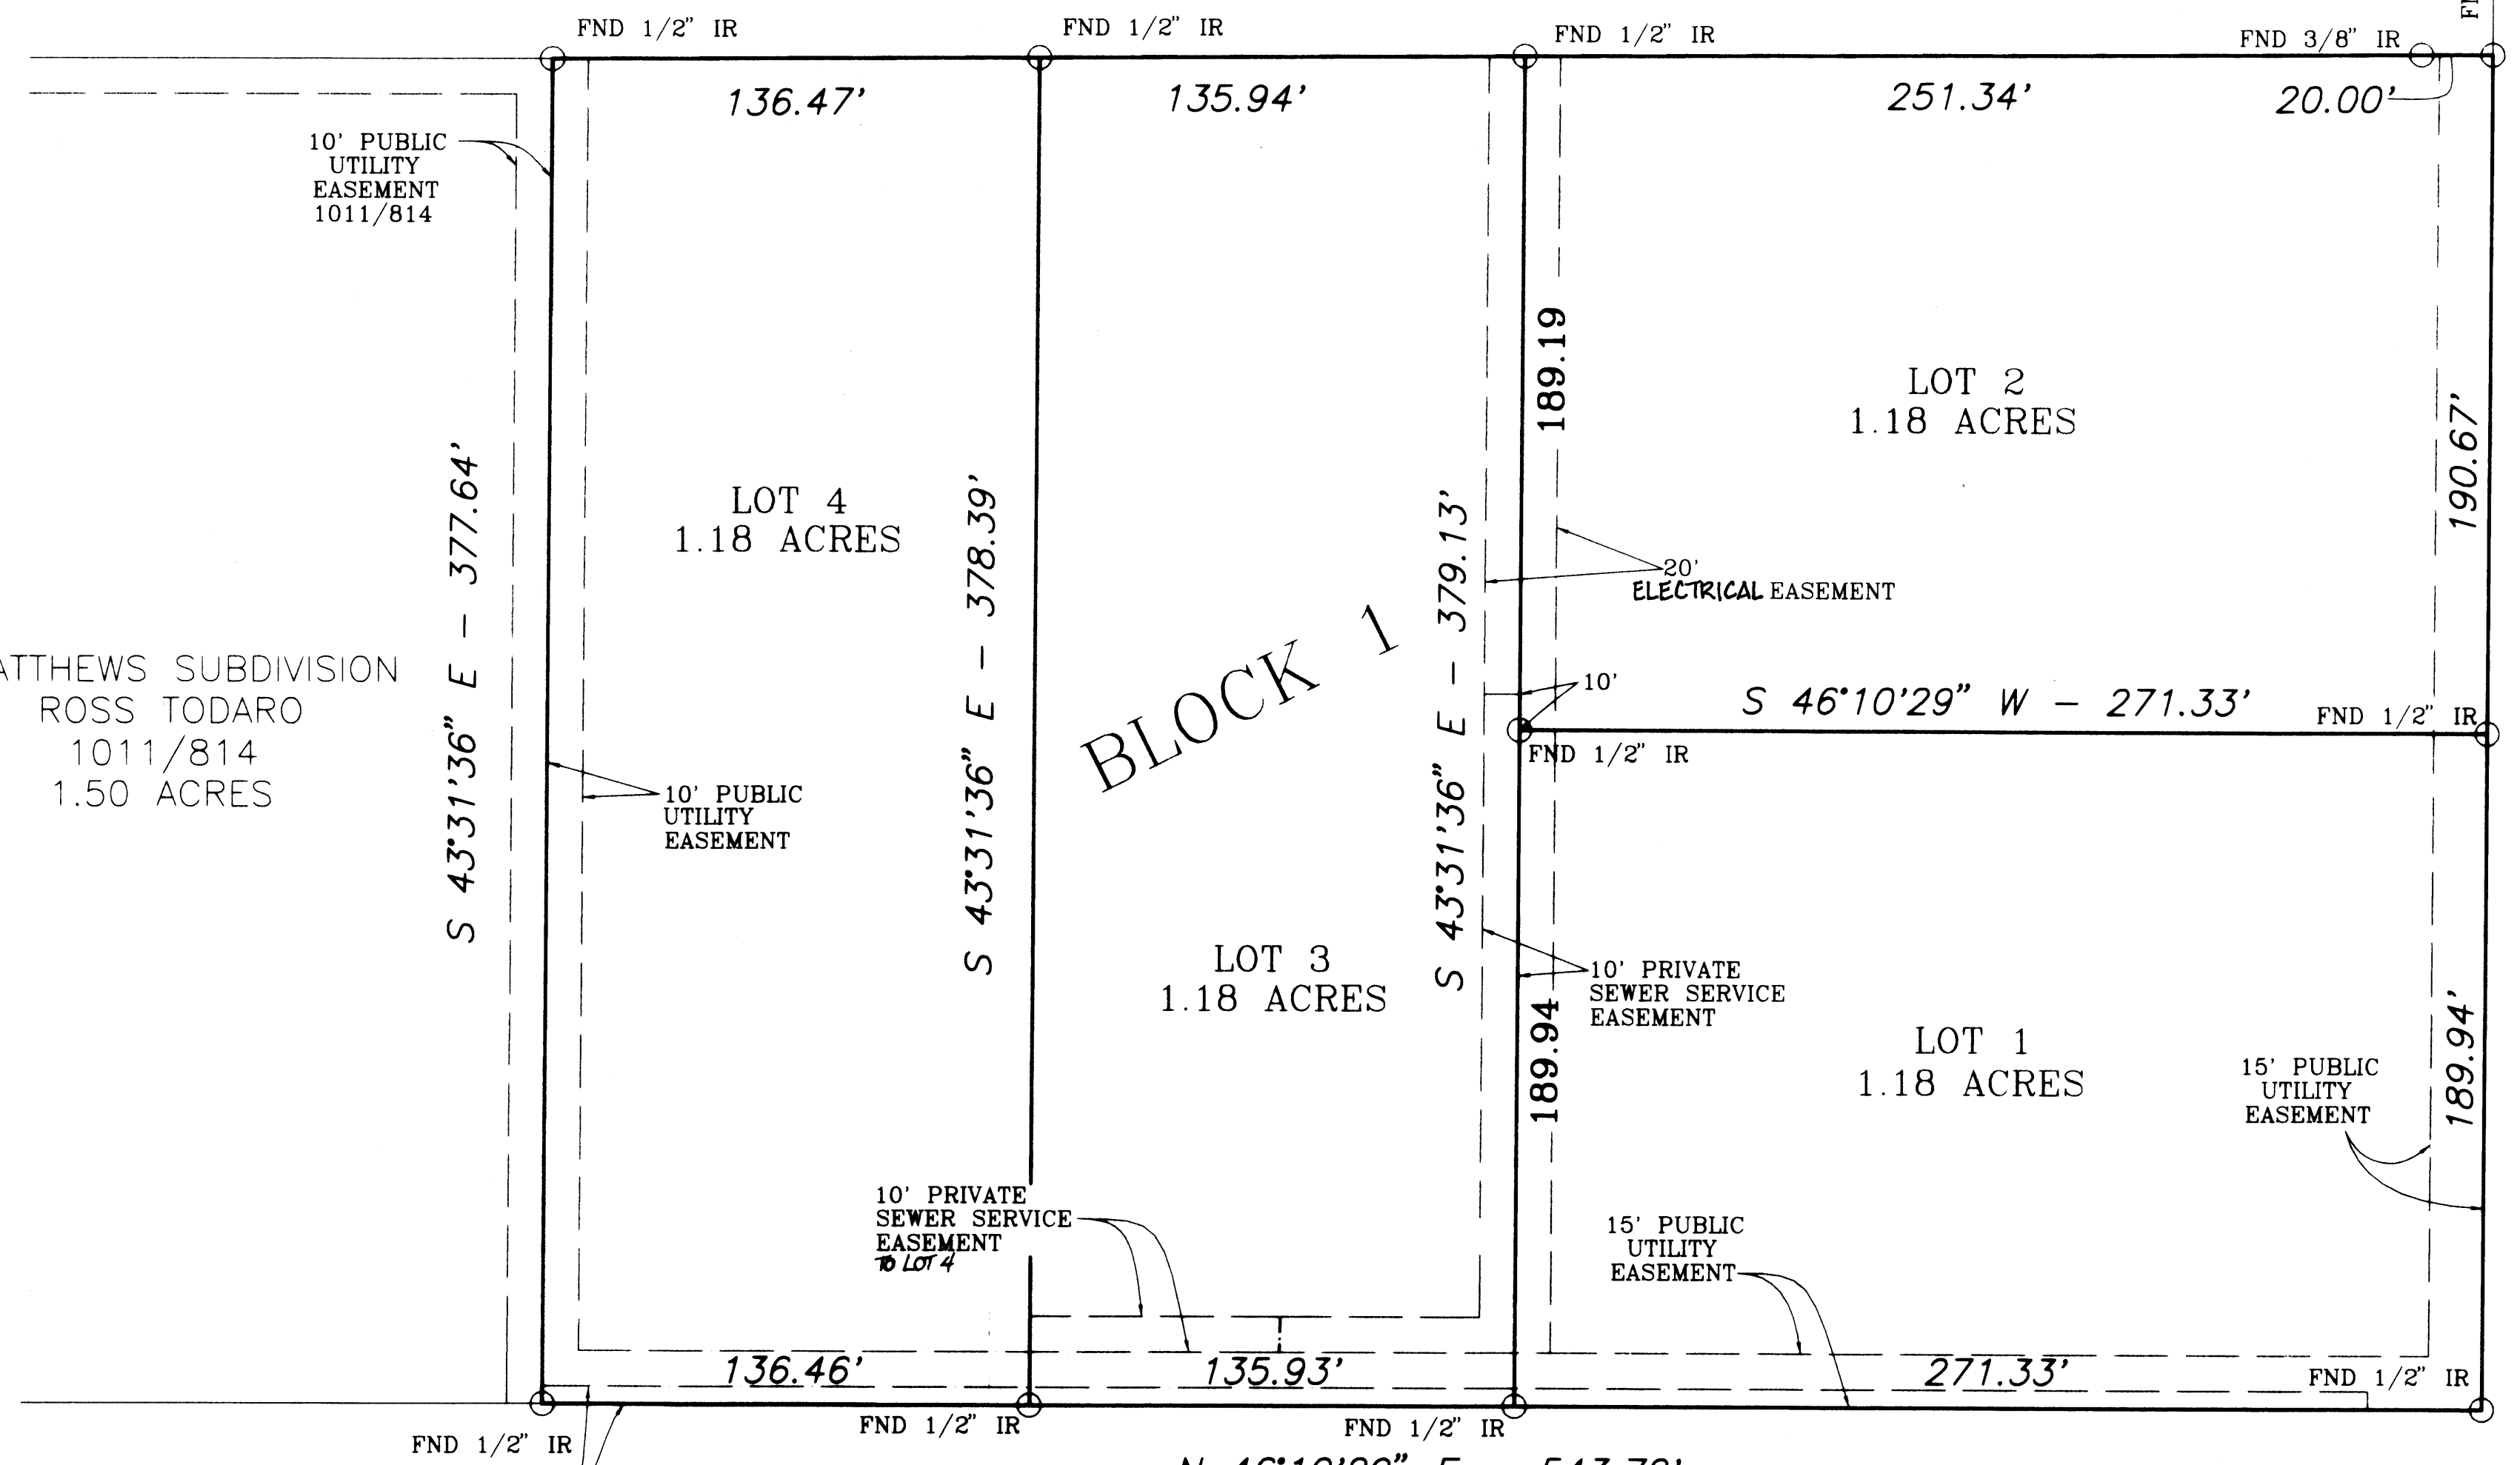 FND 1/2" IR
FND 1/2" IR
FND 1/2" IR
FND 3/8" IR
136.47'
135.94'
251.34'
20.00'
10' PUBLIC
UTILITY
EASEMENT
1011/814
189.19
LOT 2
1.18 ACRES
190.67'
S 43°31'36" E - 377.64'
LOT 4
1.18 ACRES
S 43°31'36" E - 378.39'
S 43°31'36" E - 379.13'
20'
ELECTRICAL EASEMENT
BLOCK 1
10'
S 46°10'29" W - 271.33'
FND 1/2" IR
FND 1/2" IR
ATTHEWS SUBDIVISION
ROSS TODARO
1011/814
1.50 ACRES
10' PUBLIC
UTILITY
EASEMENT
LOT 3
1.18 ACRES
10' PRIVATE
SEWER SERVICE
EASEMENT
189.94
LOT 1
1.18 ACRES
15' PUBLIC
UTILITY
EASEMENT
189.94'
10' PRIVATE
SEWER SERVICE
EASEMENT
TO LOT 4
15' PUBLIC
UTILITY
EASEMENT
136.46'
135.93'
271.33'
FND 1/2" IR
FND 1/2" IR
FND 1/2" IR
FND 1/2" IR